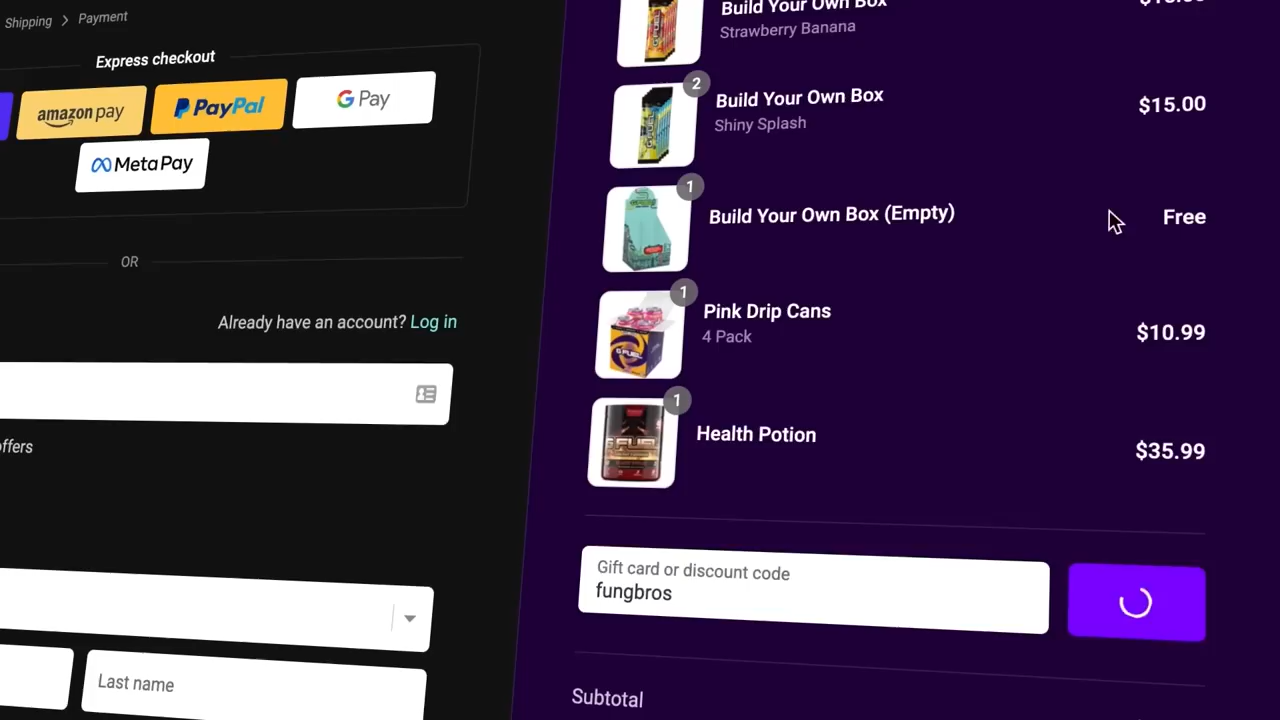 Shipping > Payment
Express checkout
amazon pay
PayPal
G Pay
Meta Pay
OR
Already have an account? Log in
offers
Last name
Build Your Own Box
Strawberry Banana
2
Build Your Own Box
Shiny Splash
$15.00
1
Build Your Own Box (Empty)
Free
1
Pink Drip Cans
4 Pack
$10.99
G FUEL
1
Health Potion
$35.99
G FUEL
Gift card or discount code
fungbros
Subtotal